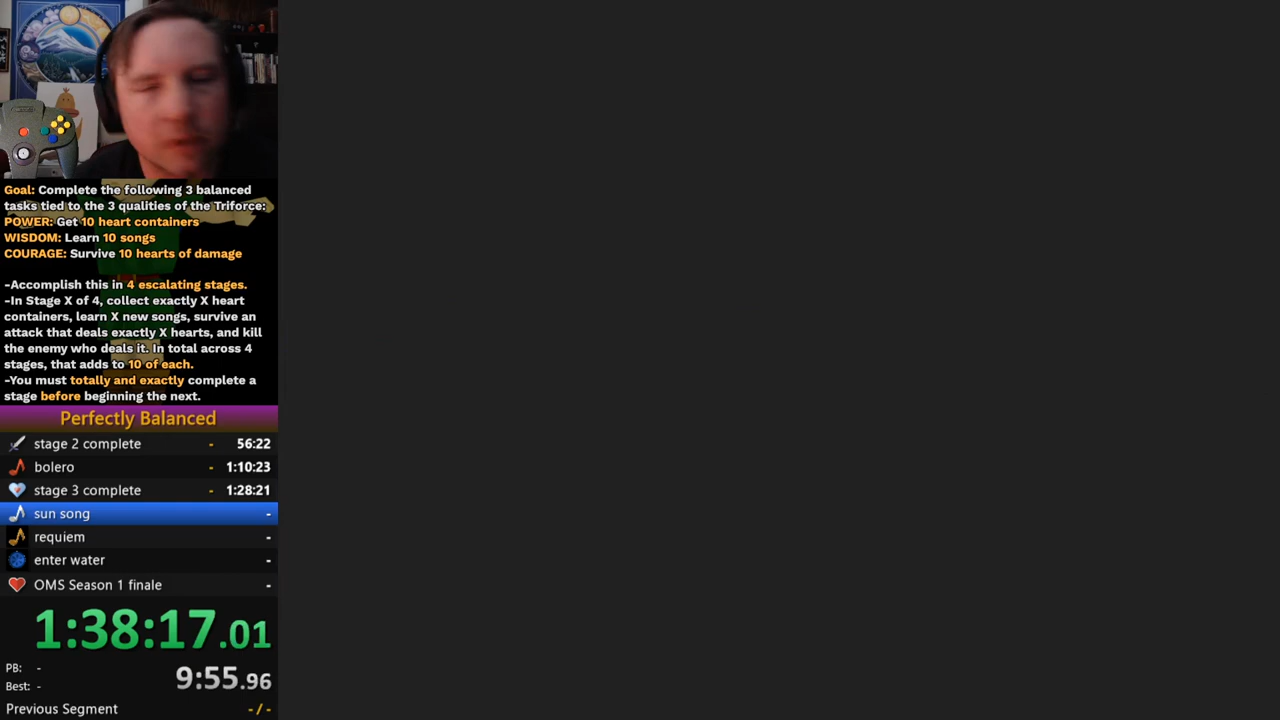 Goal: Complete the following 3 balanced
tasks tied to the 3 qualities of the Triforce:
POWER: Get 10 heart containers
WISDOM: Learn 10 songs
COURAGE: Survive 10 hearts of damage
-Accomplish this in 4 escalating stages.
-In Stage X of 4, collect exactly X heart
containers, learn X new songs, survive an
attack that deals exactly X hearts, and kill
the enemy who deals it. In total across 4
stages, that adds to 10 of each.
-You must totally and exactly complete a
stage before beginning the next.
Perfectly Balanced
stage 2 complete - 56:22
bolero - 1:10:23
stage 3 complete - 1:28:21
sun song -
requiem -
enter water -
OMS Season 1 finale -
1:38:17.01
PB: -
9:55.96
Best: -
Previous Segment - / -